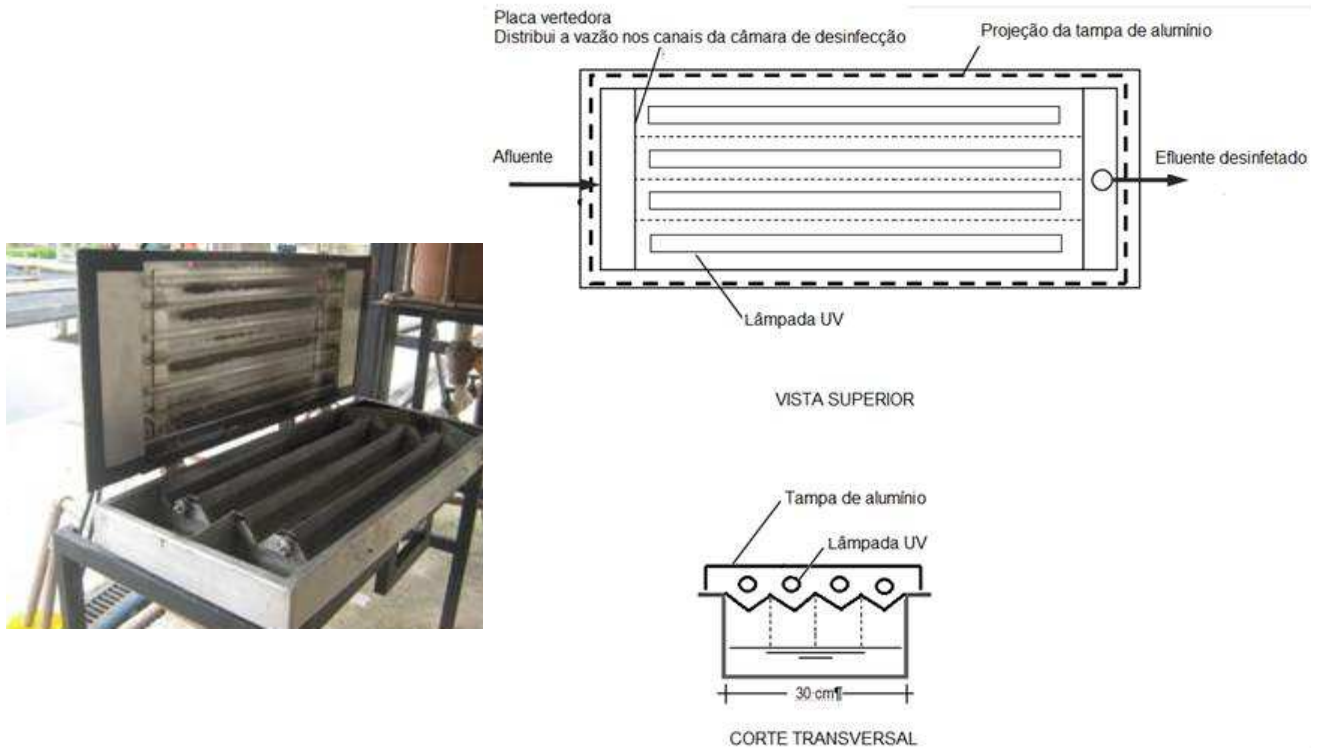 Placa vertedora
Distribui a vazão nos canais da câmara de desinfecção
Projeção da tampa de alumínio
Afluente
Efluente desinfetado
Lâmpada UV
VISTA SUPERIOR
Tampa de alumínio
Lâmpada UV
30 cm¶
CORTE TRANSVERSAL